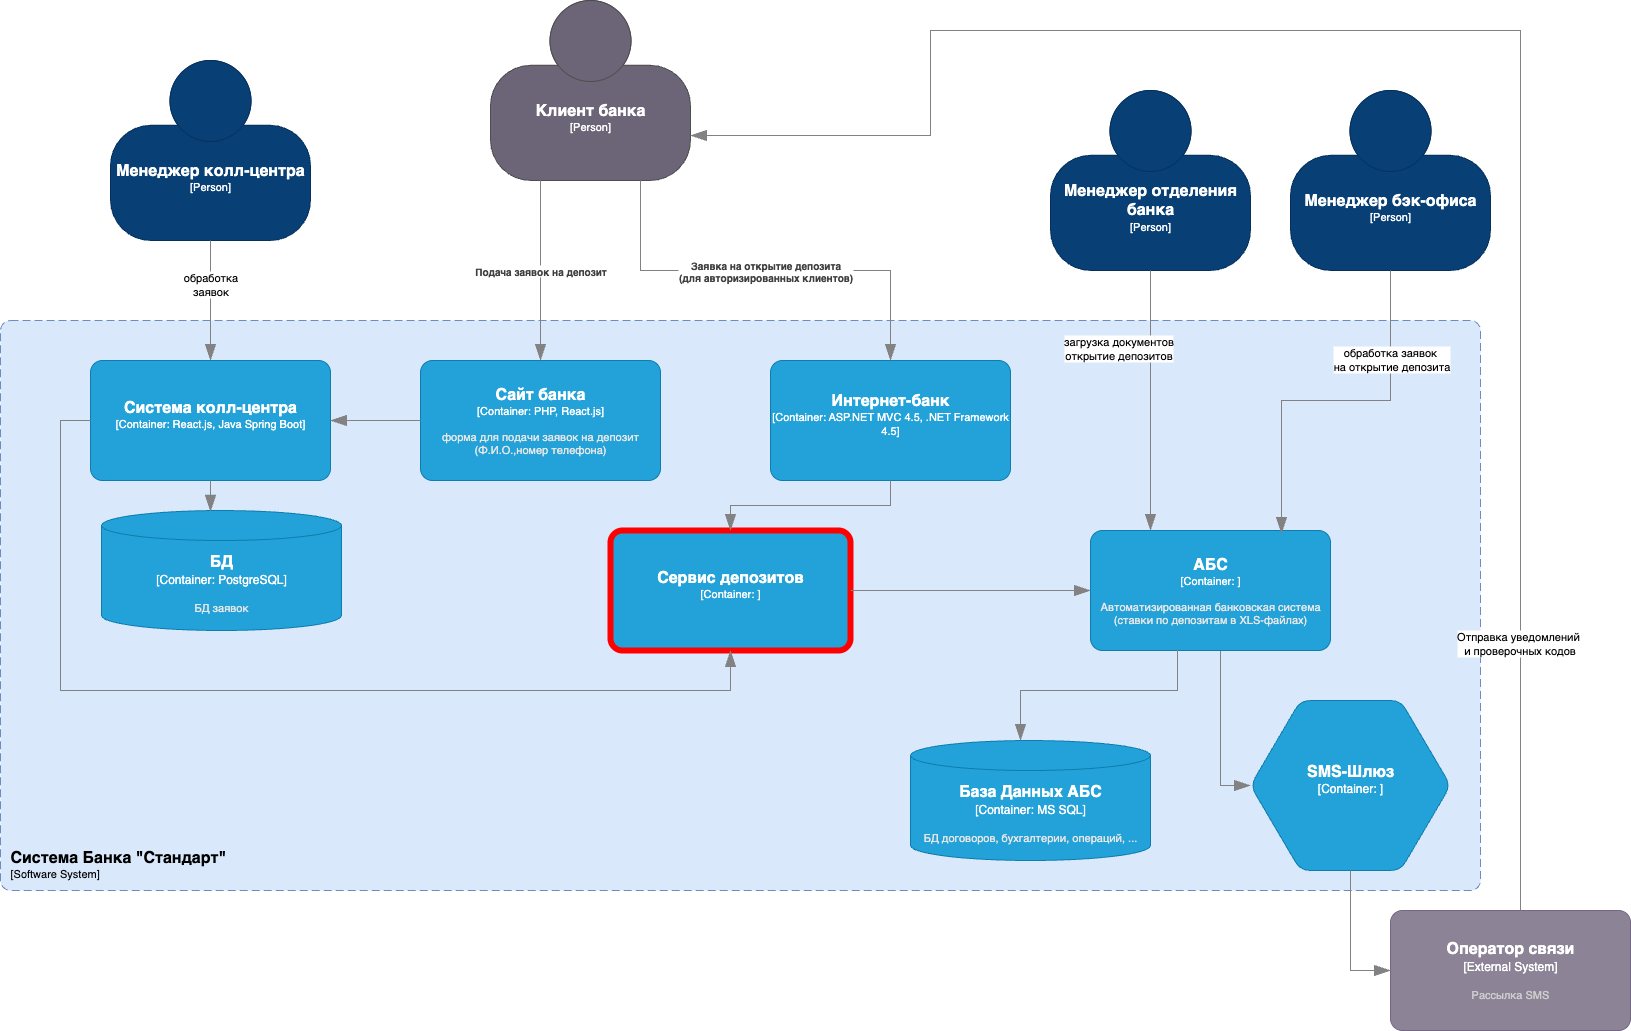 Клиент банка
[Person]
Менеджер колл-центра
[Person]
Менеджер отделения
банка
[Person]
Менеджер бэк-офиса
[Person]
обработка
заявок
Подача заявок на депозит
Заявка на открытие депозита
(для авторизированных клиентов)
загрузка документов
открытие депозитов
обработка заявок
на открытие депозита
Система колл-центра
[Container: React.js, Java Spring Boot]
Сайт банка
[Container: PHP, React.js]
форма для подачи заявок на депозит
(Ф.И.О.,номер телефона)
Интернет-банк
[Container: ASP.NET MVC 4.5, .NET Framework
4.5]
БД
[Container: PostgreSQL]
БД заявок
Сервис депозитов
[Container: ]
АБС
[Container: ]
Автоматизированная банковская система
(ставки по депозитам в XLS-файлах)
Отправка уведомлений
и проверочных кодов
База Данных АБС
[Container: MS SQL]
БД договоров, бухгалтерии, операций, ...
SMS-Шлюз
[Container: ]
Система Банка "Стандарт"
[Software System]
Оператор связи
[External System]
Рассылка SMS